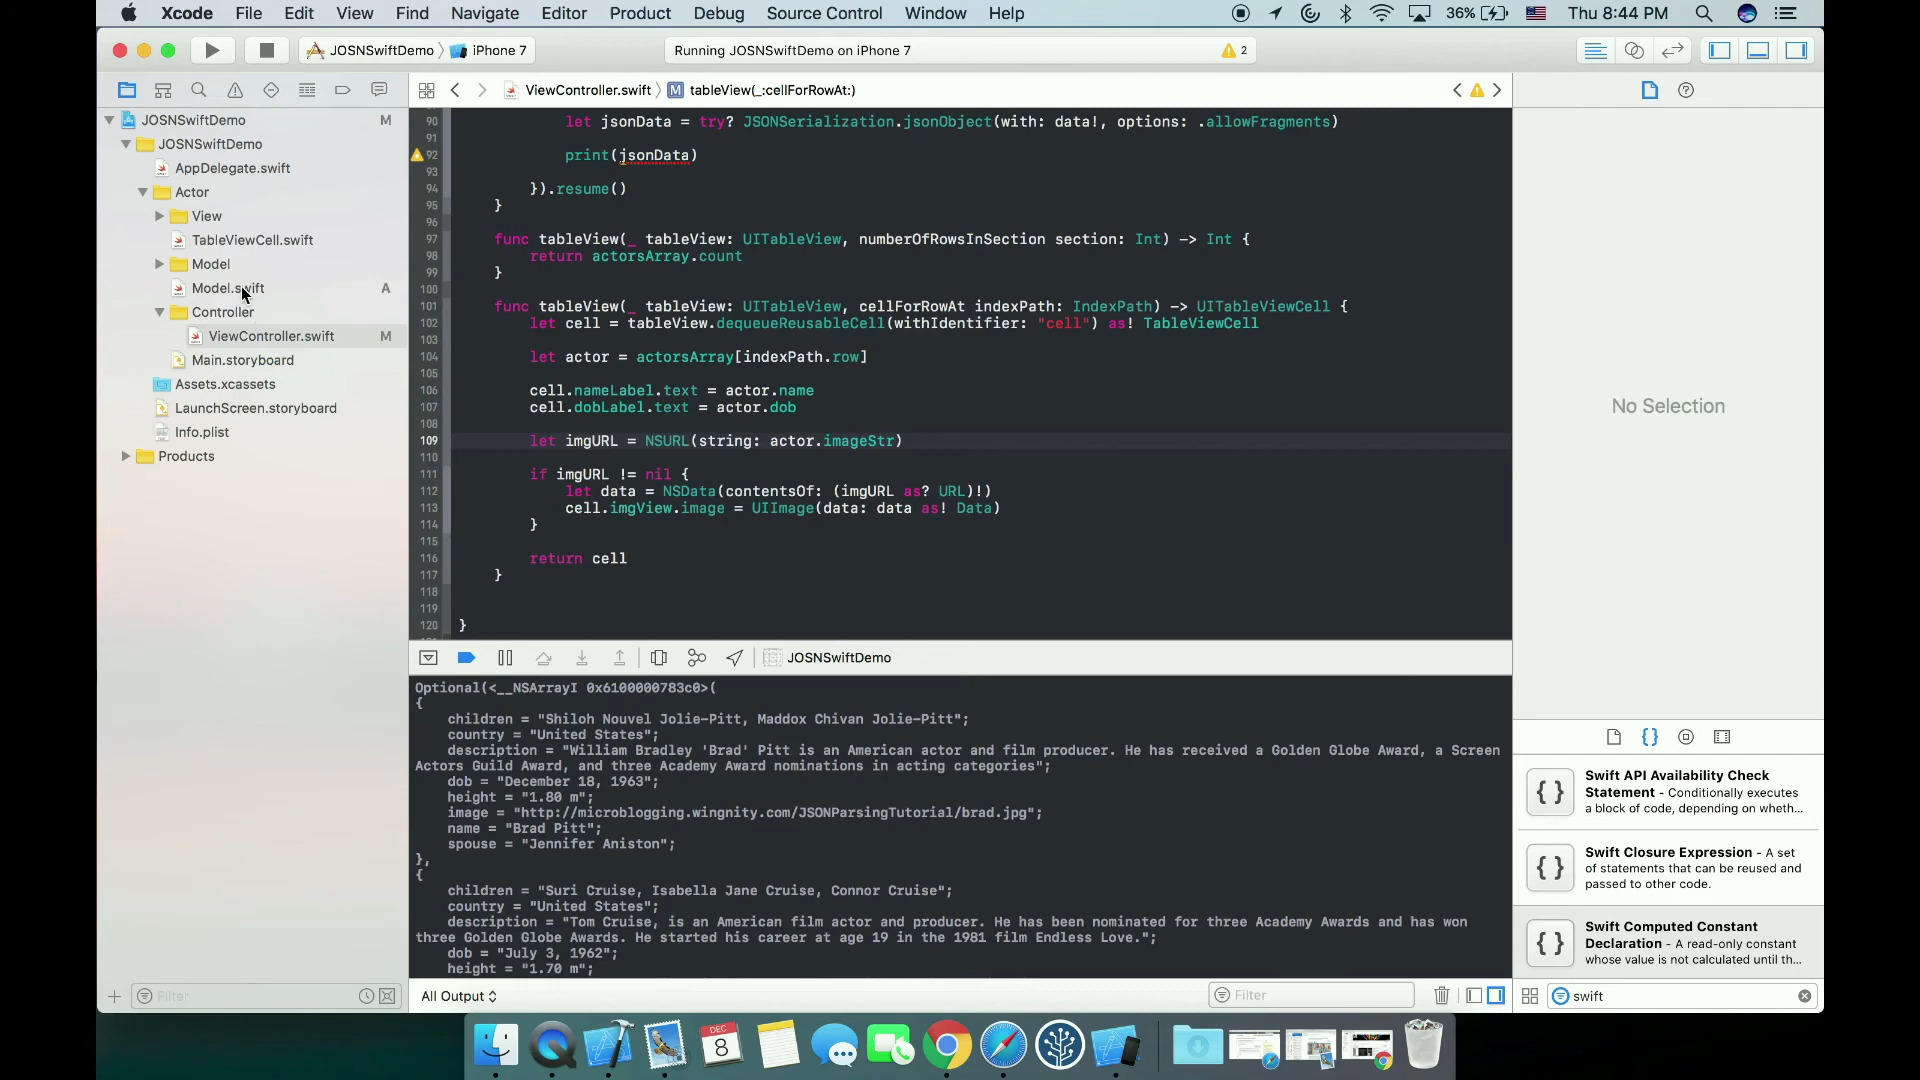 Xcode File Edit View Find Navigate Editor Product Debug Source Control Window Help 36% Thu 8:44 PM
JOSNSwiftDemo iPhone 7 Running JOSNSwiftDemo on iPhone 7 2
ViewController.swift M tableView(_:cellForRowAt:)
JOSNSwiftDemo M
JOSNSwiftDemo
AppDelegate.swift
Actor
View
TableViewCell.swift
Model
Model.swift A
Controller
ViewController.swift M
Main.storyboard
Assets.xcassets
LaunchScreen.storyboard
Info.plist
Products
Filter
90 let jsonData = try? JSONSerialization.jsonObject(with: data!, options: .allowFragments)
91
92 print(jsonData)
93
94 }).resume()
95 }
96
97 func tableView(_ tableView: UITableView, numberOfRowsInSection section: Int) -> Int {
98 return actorsArray.count
99 }
100
101 func tableView(_ tableView: UITableView, cellForRowAt indexPath: IndexPath) -> UITableViewCell {
102 let cell = tableView.dequeueReusableCell(withIdentifier: "cell") as! TableViewCell
103
104 let actor = actorsArray[indexPath.row]
105
106 cell.nameLabel.text = actor.name
107 cell.dobLabel.text = actor.dob
108
109 let imgURL = NSURL(string: actor.imageStr)
110
111 if imgURL != nil {
112 let data = NSData(contentsOf: (imgURL as? URL)!)
113 cell.imgView.image = UIImage(data: data as! Data)
114 }
115
116 return cell
117 }
118
119
120 }
JOSNSwiftDemo
Optional(<__NSArrayI 0x6100000783c0>(
{
children = "Shiloh Nouvel Jolie-Pitt, Maddox Chivan Jolie-Pitt";
country = "United States";
description = "William Bradley 'Brad' Pitt is an American actor and film producer. He has received a Golden Globe Award, a Screen
Actors Guild Award, and three Academy Award nominations in acting categories";
dob = "December 18, 1963";
height = "1.80 m";
image = "http://microblogging.wingnity.com/JSONParsingTutorial/brad.jpg";
name = "Brad Pitt";
spouse = "Jennifer Aniston";
},
{
children = "Suri Cruise, Isabella Jane Cruise, Connor Cruise";
country = "United States";
description = "Tom Cruise, is an American film actor and producer. He has been nominated for three Academy Awards and has won
three Golden Globe Awards. He started his career at age 19 in the 1981 film Endless Love.";
dob = "July 3, 1962";
height = "1.70 m";
All Output Filter
No Selection
Swift API Availability Check
Statement - Conditionally executes
a block of code, depending on wheth...
Swift Closure Expression - A set
of statements that can be reused and
passed to other code.
Swift Computed Constant
Declaration - A read-only constant
whose value is not calculated until th...
swift
DEC
8